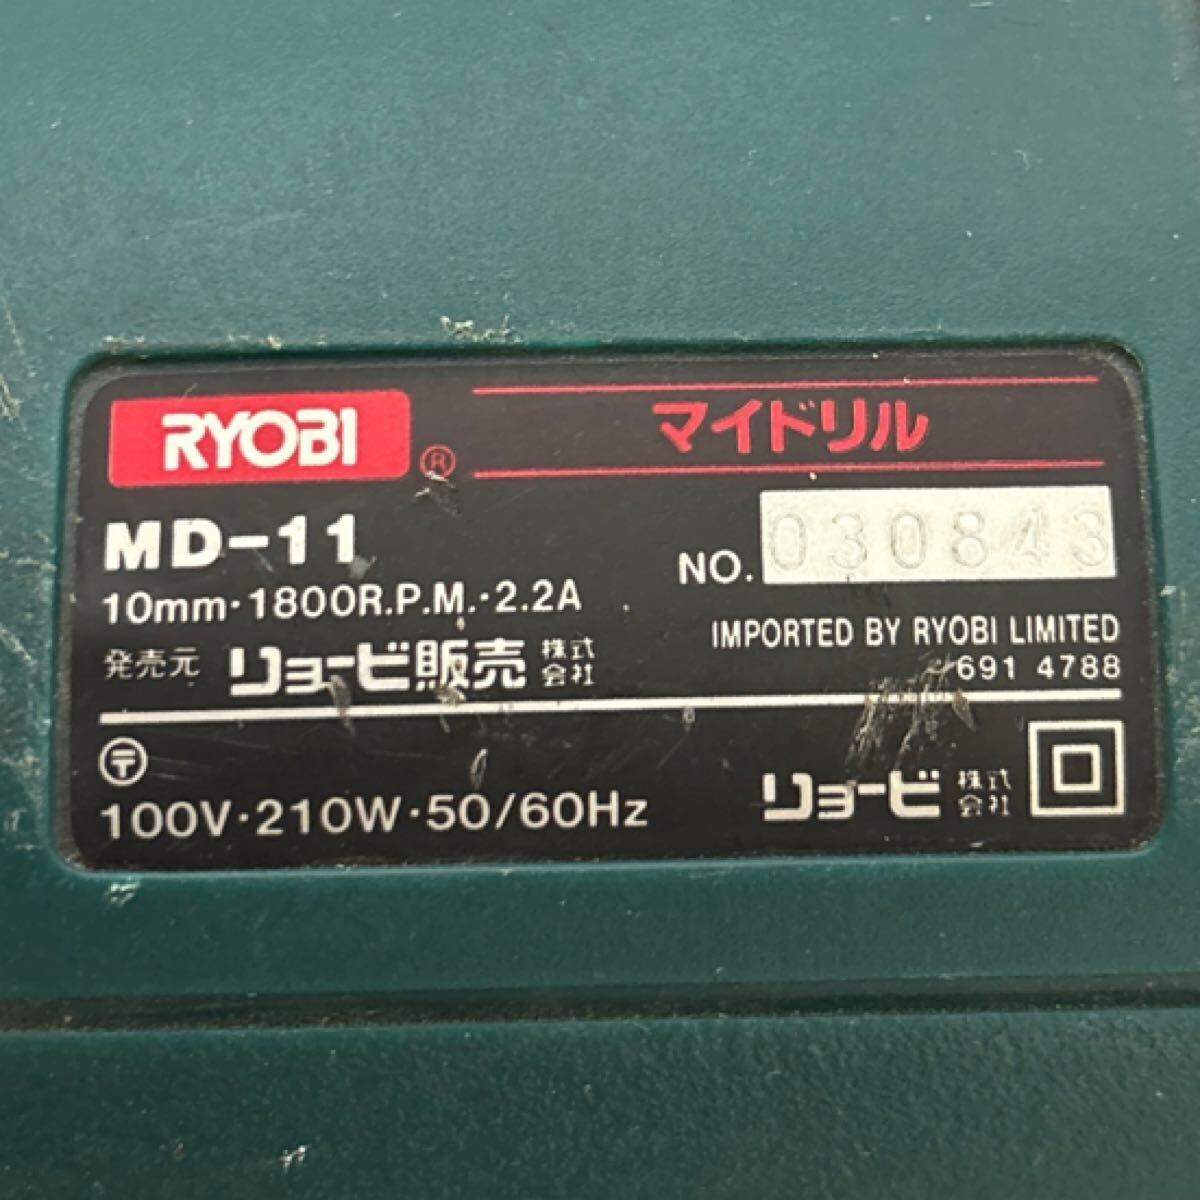 RYOBI ® マイドリル
MD-11
NO. 030843
10mm·1800R.P.M.·2.2A
IMPORTED BY RYOBI LIMITED
発売元 リョービ販売 株式会社
691 4788
〒
100V·210W·50/60Hz
リョービ 株式会社